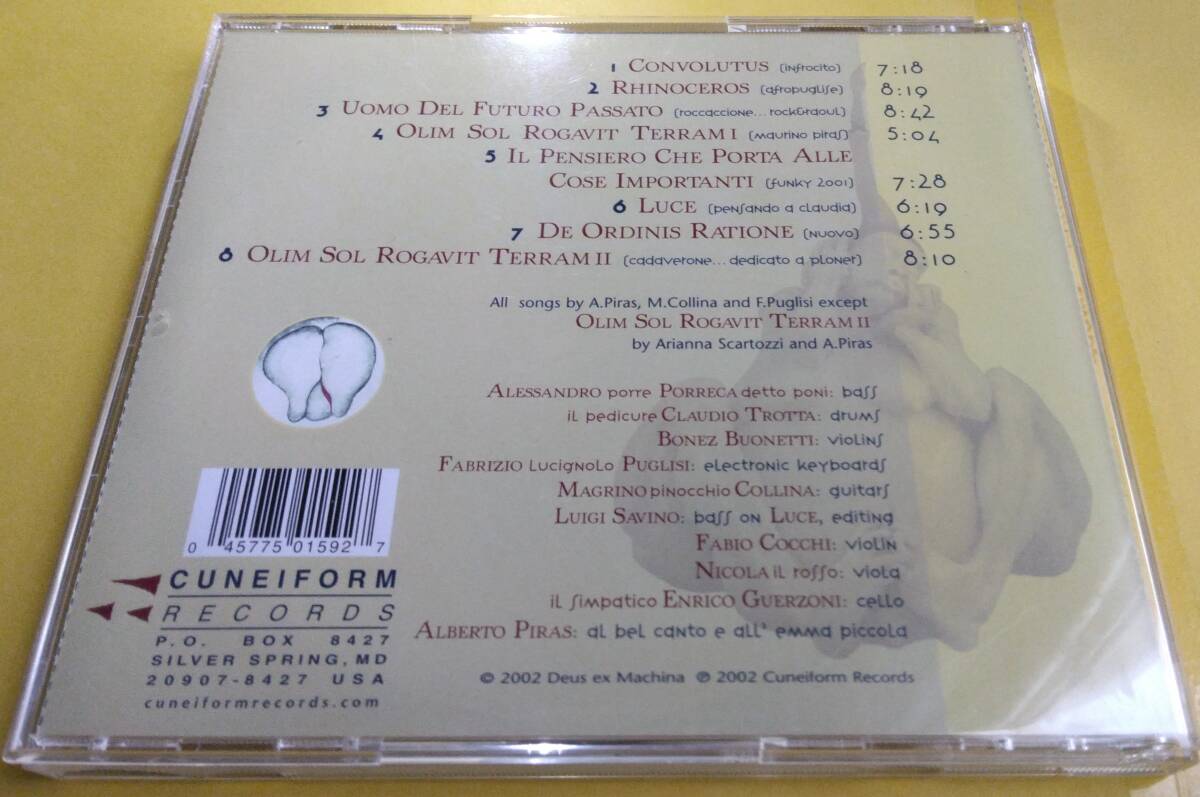 1 CONVOLUTUS (infrocito) 7:18
2 RHINOCEROS (afropuglise) 8:19
3 UOMO DEL FUTURO PASSATO (roccaccione... rock&raoul) 8:42
4 OLIM SOL ROGAVIT TERRAM I (maurino piras) 5:04
5 IL PENSIERO CHE PORTA ALLE
COSE IMPORTANTI (funky 2001) 7:28
6 LUCE (pensando a claudia) 6:19
7 DE ORDINIS RATIONE (nuovo) 6:55
8 OLIM SOL ROGAVIT TERRAM II (cadaverone... dedicato a ploner) 8:10
All songs by A.Piras, M.Collina and F.Puglisi except
OLIM SOL ROGAVIT TERRAM II
by Arianna Scartozzi and A.Piras
ALESSANDRO porre PORRECA detto poni: bass
il pedicure CLAUDIO TROTTA: drums
BONEZ BUONETTI: violins
FABRIZIO Lucignolo PUGLISI: electronic keyboards
MAGRINO pinocchio COLLINA: guitars
LUIGI SAVINO: bass on LUCE, editing
FABIO COCCHI: violin
NICOLA il rosso: viola
il simpatico ENRICO GUERZONI: cello
ALBERTO PIRAS: al bel canto e all' emma piccola
© 2002 Deus ex Machina ℗ 2002 Cuneiform Records
0 45775 01592 7
CUNEIFORM
RECORDS
P.O. BOX 8427
SILVER SPRING, MD
20907-8427 USA
cuneiformrecords.com